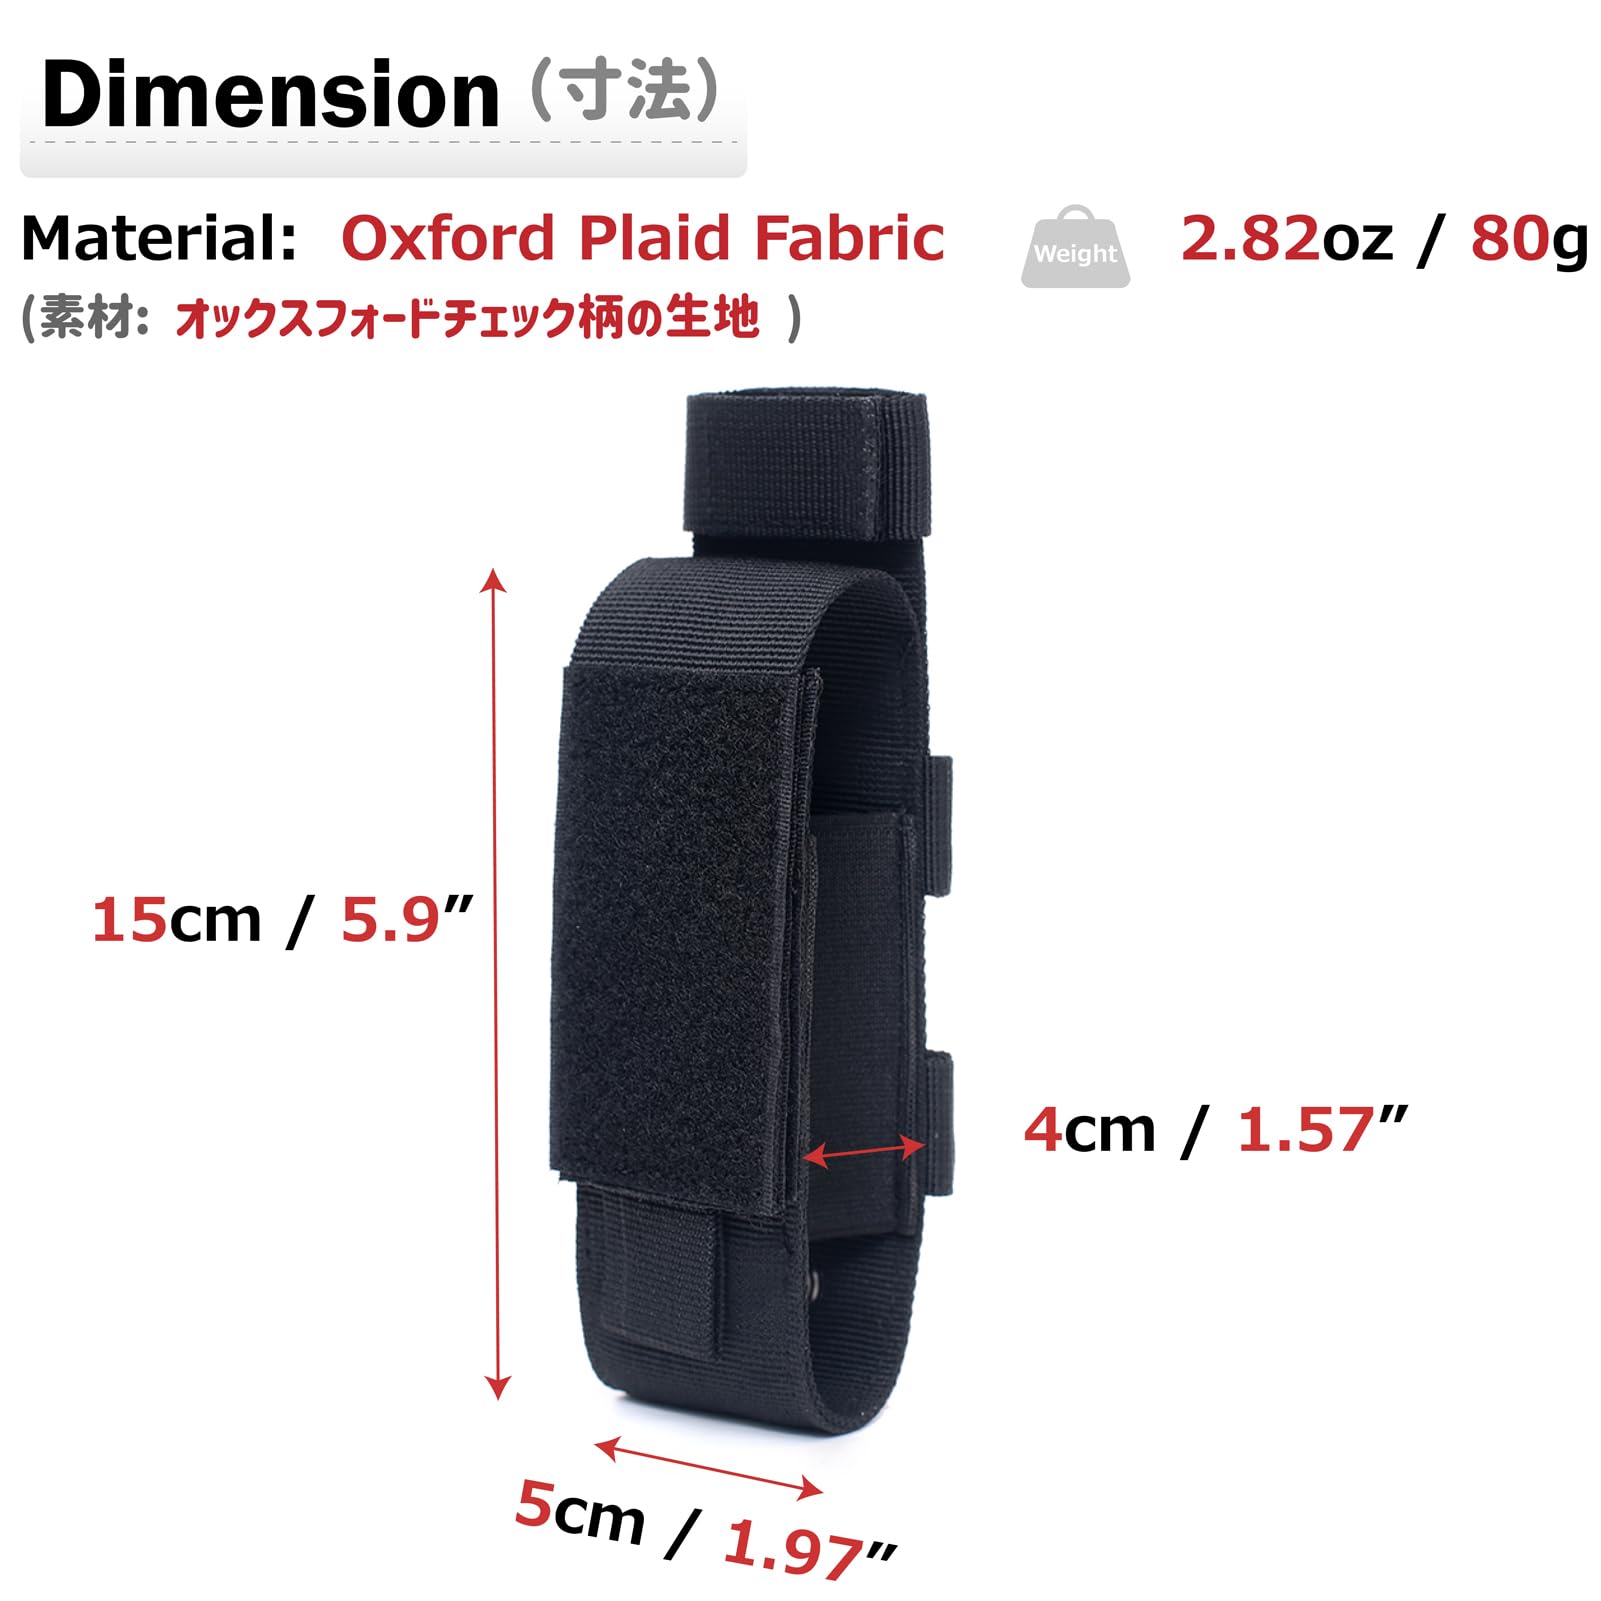 Dimension (寸法)
Material: Oxford Plaid Fabric
(素材: オックスフォードチェック柄の生地 )
Weight 2.82oz / 80g
15cm / 5.9”
4cm / 1.57”
5cm / 1.97”